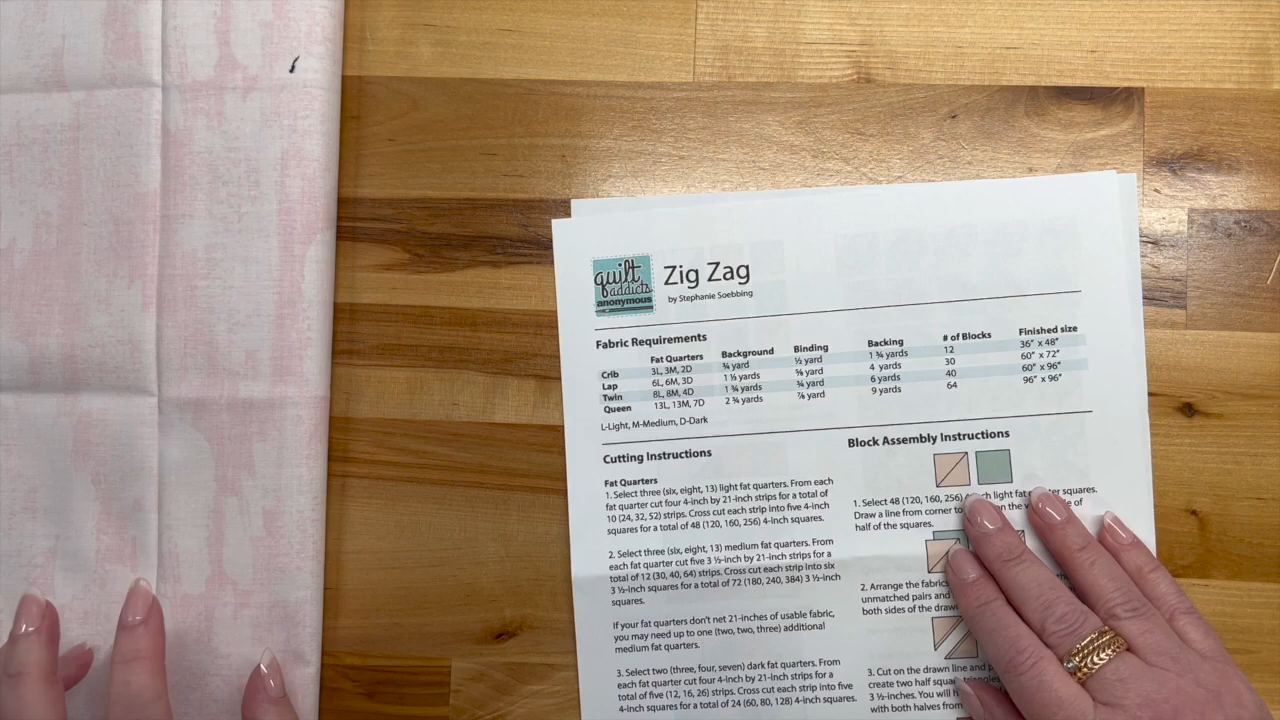 quilt
addicts
anonymous
Zig Zag
by Stephanie Soebbing
Fabric Requirements
Fat Quarters Background Binding Backing # of Blocks Finished size
Crib 3L, 3M, 2D ¾ yard ½ yard 1 ¾ yards 12 36” x 48”
Lap 6L, 6M, 3D 1 ⅓ yards ⅝ yard 4 yards 30 60” x 72”
Twin 8L, 8M, 4D 1 ¾ yards ¾ yard 6 yards 40 60” x 96”
Queen 13L, 13M, 7D 2 ¾ yards ⅞ yard 9 yards 64 96” x 96”
L-Light, M-Medium, D-Dark
Cutting Instructions
Fat Quarters
1. Select three (six, eight, 13) light fat quarters. From each
fat quarter cut four 4-inch by 21-inch strips for a total of
10 (24, 32, 52) strips. Cross cut each strip into five 4-inch
squares for a total of 48 (120, 160, 256) 4-inch squares.
2. Select three (six, eight, 13) medium fat quarters. From
each fat quarter cut five 3 ½-inch by 21-inch strips for a
total of 12 (30, 40, 64) strips. Cross cut each strip into six
3 ½-inch squares for a total of 72 (180, 240, 384) 3 ½-inch
squares.
If your fat quarters don't net 21-inches of usable fabric,
you may need up to one (two, two, three) additional
medium fat quarters.
3. Select two (three, four, seven) dark fat quarters. From
each fat quarter cut four 4-inch by 21-inch strips for a
total of five (12, 16, 26) strips. Cross cut each strip into five
4-inch squares for a total of 24 (60, 80, 128) 4-inch squares.
Block Assembly Instructions
1. Select 48 (120, 160, 256) light fat squares.
Draw a line from corner to on the of
half of the squares.
2. Arrange the fabrics
unmatched pairs and
both sides of the
3. Cut on the drawn line and
create two half
3 ½-inches. You will
with both halves from